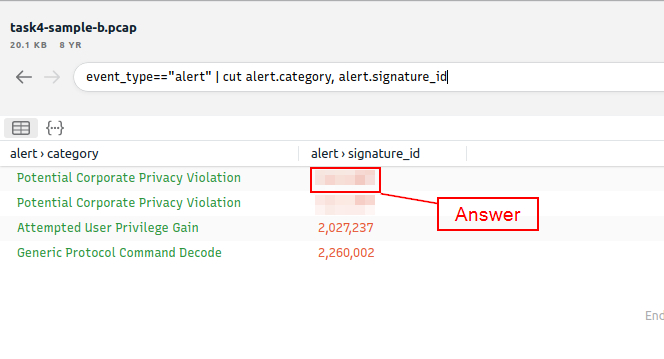 task4-sample-b.pcap
20.1 KB 8 YR
event_type=="alert" | cut alert.category, alert.signature_id
alert › category alert › signature_id
Potential Corporate Privacy Violation
Potential Corporate Privacy Violation
Answer
Attempted User Privilege Gain 2,027,237
Generic Protocol Command Decode 2,260,002
End